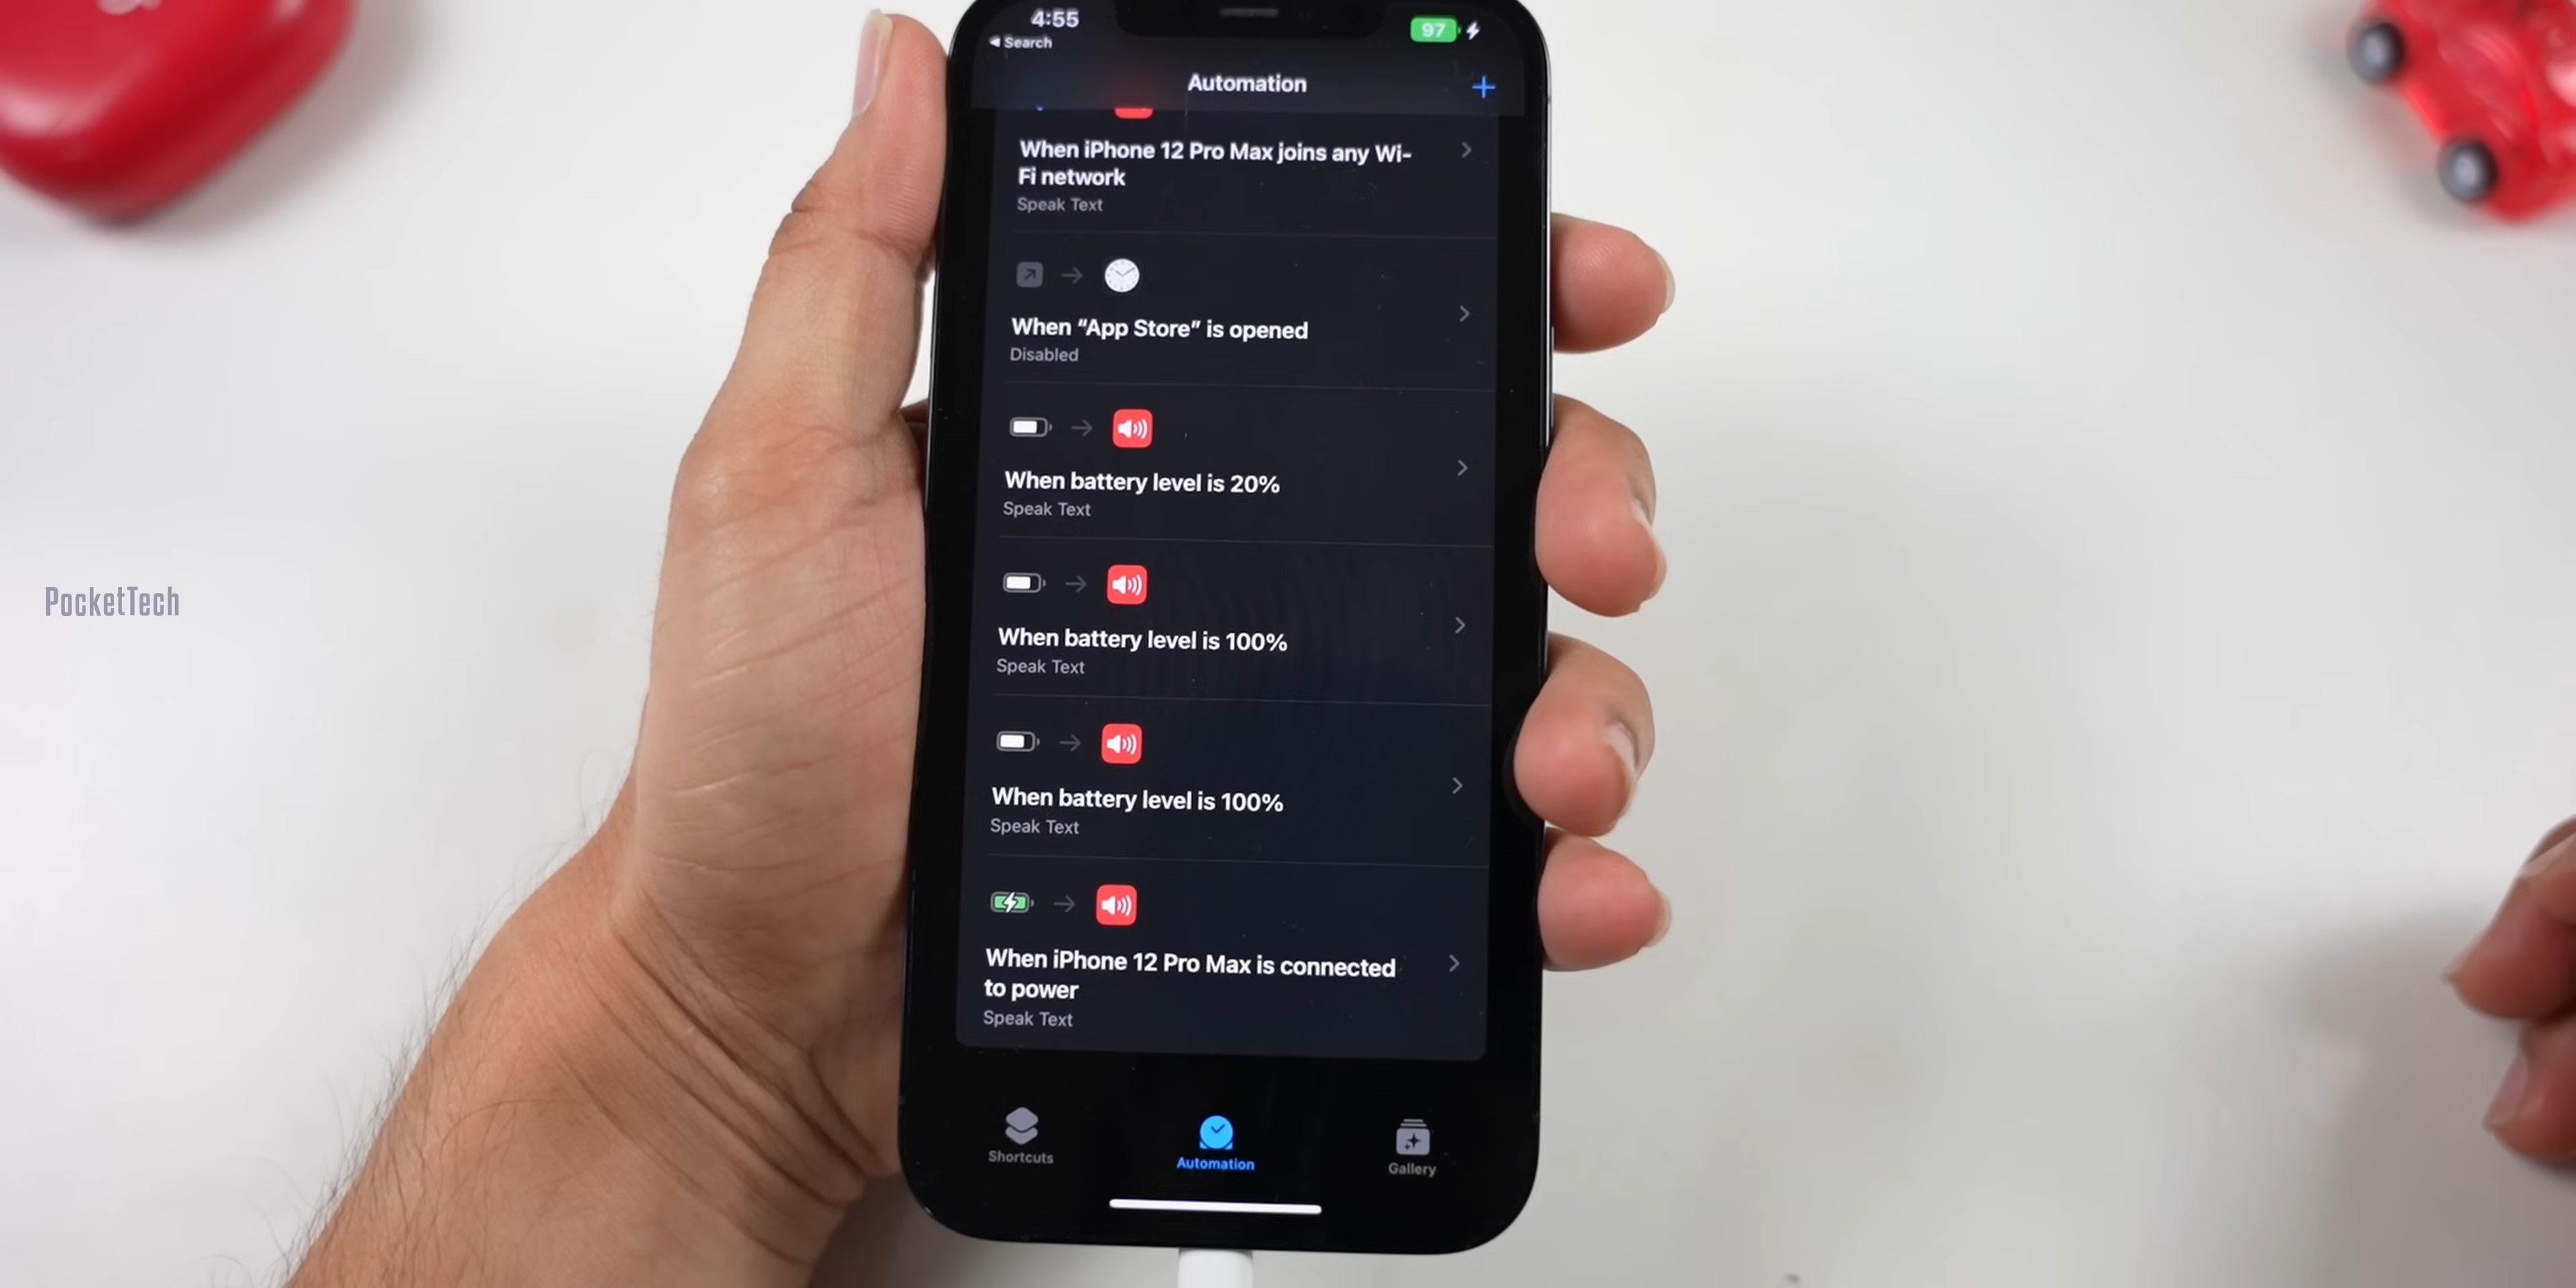 4:55
97
Search
Automation
When iPhone 12 Pro Max joins any Wi-
Fi network
Speak Text
When “App Store” is opened
Disabled
When battery level is 20%
Speak Text
When battery level is 100%
Speak Text
When battery level is 100%
Speak Text
When iPhone 12 Pro Max is connected
to power
Speak Text
Shortcuts
Automation
Gallery
PocketTech